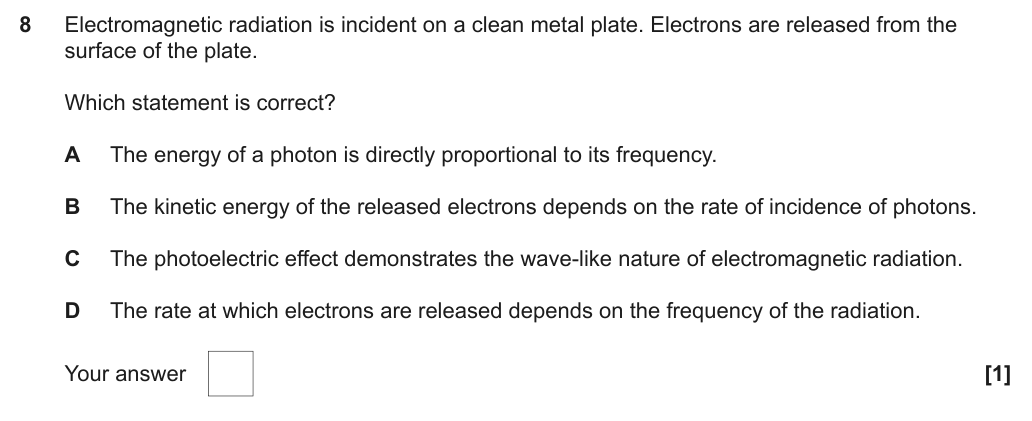 8 Electromagnetic radiation is incident on a clean metal plate. Electrons are released from the
surface of the plate.
Which statement is correct?
A The energy of a photon is directly proportional to its frequency.
B The kinetic energy of the released electrons depends on the rate of incidence of photons.
C The photoelectric effect demonstrates the wave-like nature of electromagnetic radiation.
D The rate at which electrons are released depends on the frequency of the radiation.
Your answer [1]